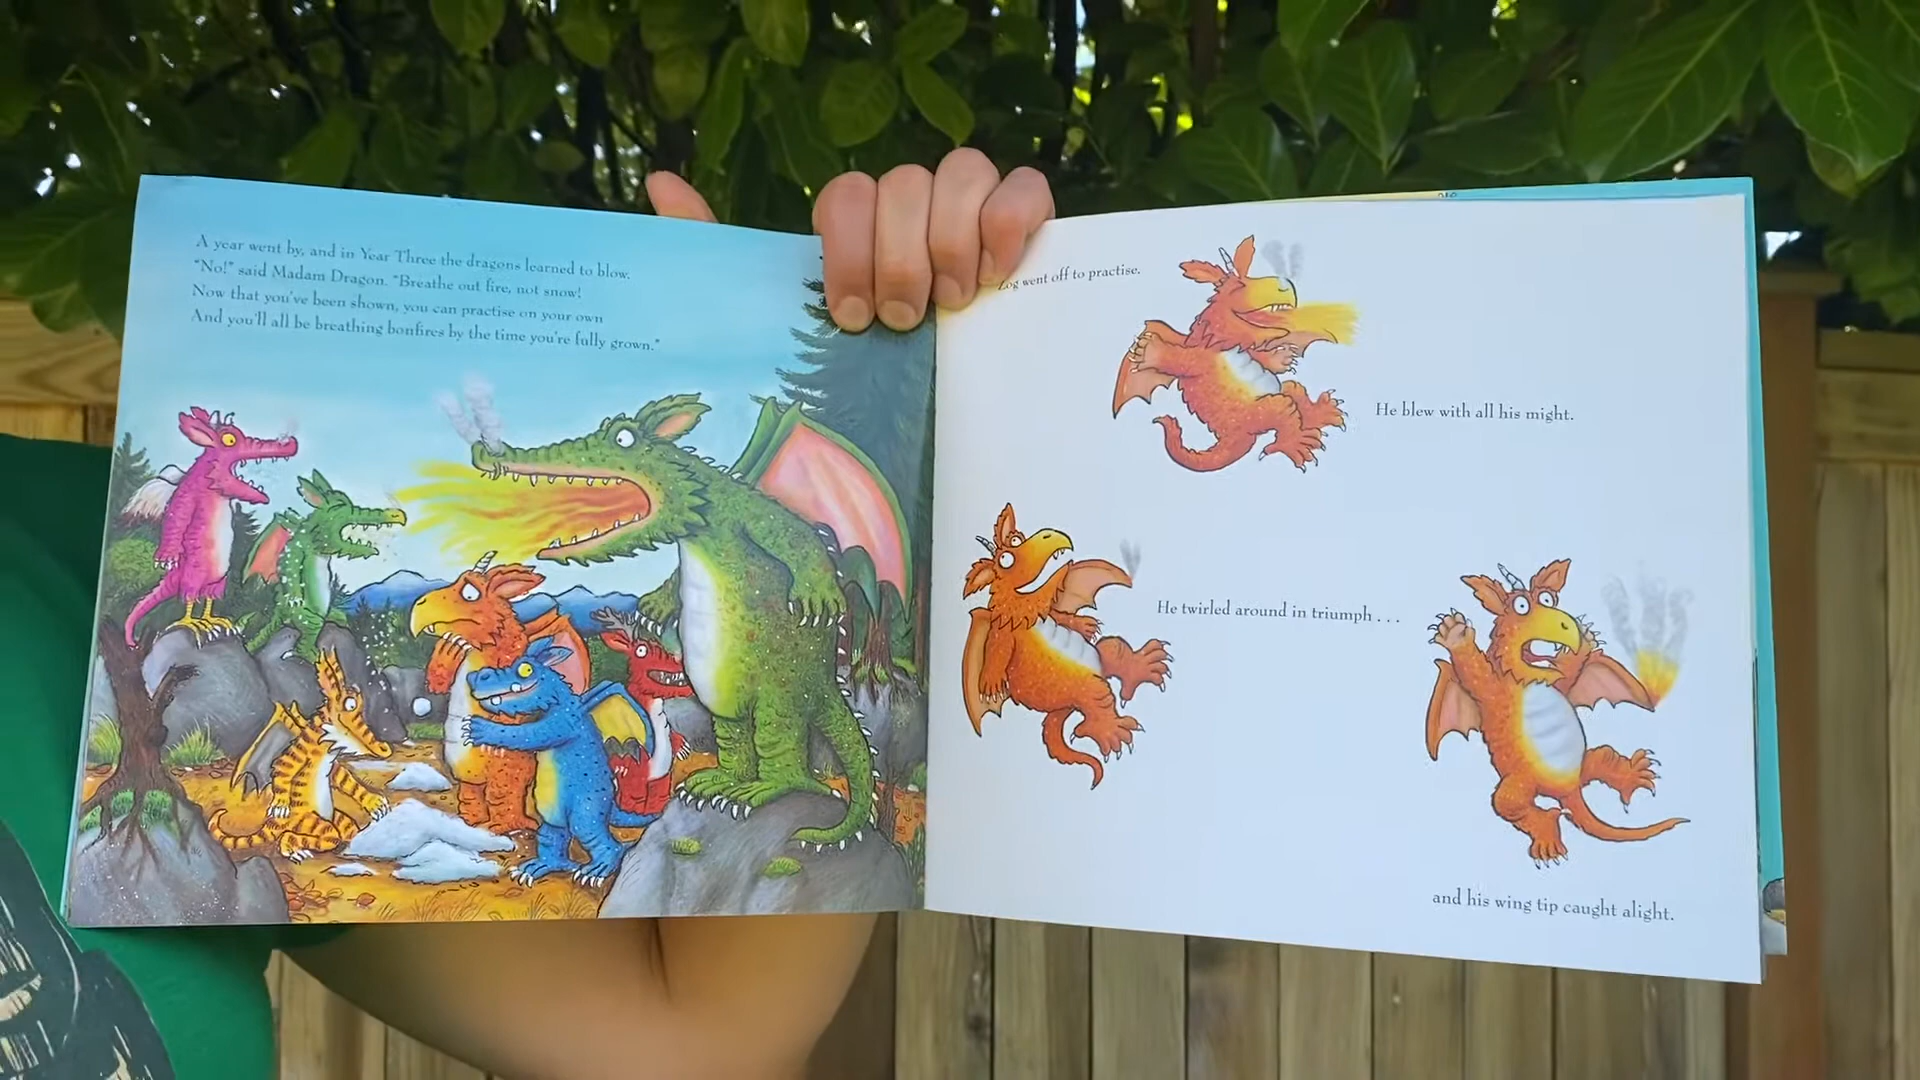 A year went by, and in Year Three the dragons learned to blow.
"No!" said Madam Dragon. "Breathe out fire, not snow!
Now that you've been shown, you can practise on your own
And you'll all be breathing bonfires by the time you're fully grown."
Zog went off to practise.
He blew with all his might.
He twirled around in triumph . . .
and his wing tip caught alight.